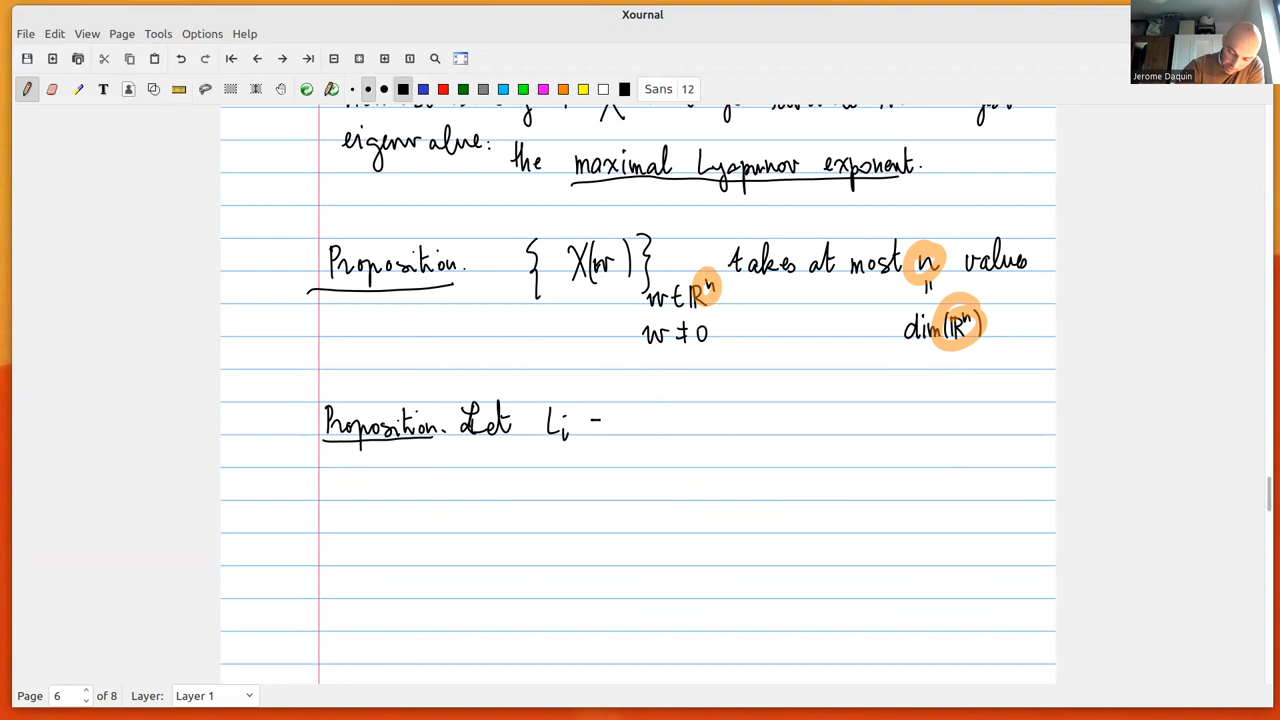 Xournal
File Edit View Page Tools Options Help
Sans 12
Jerome Daquin
eigenvalue: the maximal Lyapunov exponent.
Proposition. { χ(w) } takes at most n values
w ∈ ℝⁿ
w ≠ 0
"
dim(ℝⁿ)
Proposition. Let Li -
Page 6 of 8 Layer: Layer 1